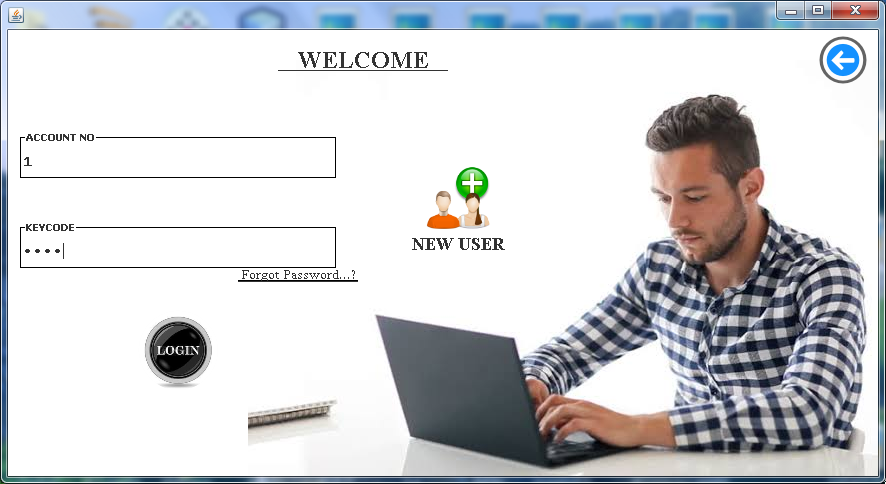 WELCOME
ACCOUNT NO
1
KEYCODE
••••
Forgot Password...?
LOGIN
NEW USER